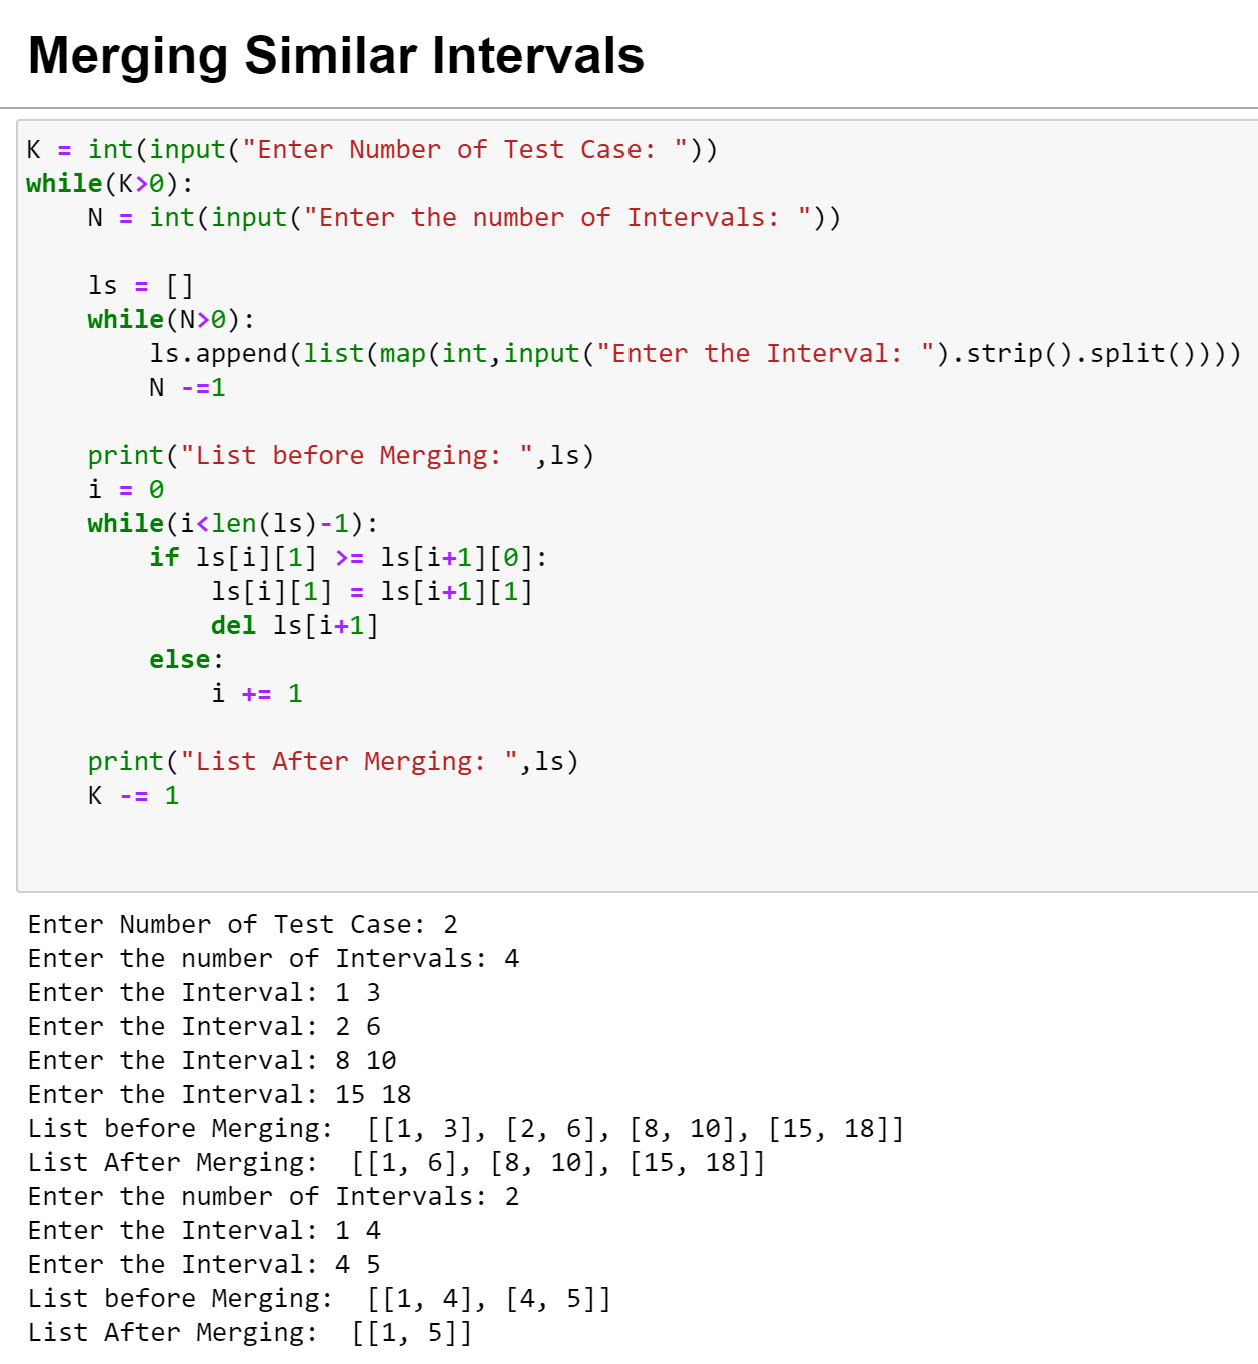 Merging Similar Intervals
K = int(input("Enter Number of Test Case: "))
while(K>0):
    N = int(input("Enter the number of Intervals: "))
    ls = []
    while(N>0):
        ls.append(list(map(int,input("Enter the Interval: ").strip().split())))
        N -=1
    print("List before Merging: ",ls)
    i = 0
    while(i<len(ls)-1):
        if ls[i][1] >= ls[i+1][0]:
            ls[i][1] = ls[i+1][1]
            del ls[i+1]
        else:
            i += 1
    print("List After Merging: ",ls)
    K -= 1
Enter Number of Test Case: 2
Enter the number of Intervals: 4
Enter the Interval: 1 3
Enter the Interval: 2 6
Enter the Interval: 8 10
Enter the Interval: 15 18
List before Merging:  [[1, 3], [2, 6], [8, 10], [15, 18]]
List After Merging:  [[1, 6], [8, 10], [15, 18]]
Enter the number of Intervals: 2
Enter the Interval: 1 4
Enter the Interval: 4 5
List before Merging:  [[1, 4], [4, 5]]
List After Merging:  [[1, 5]]